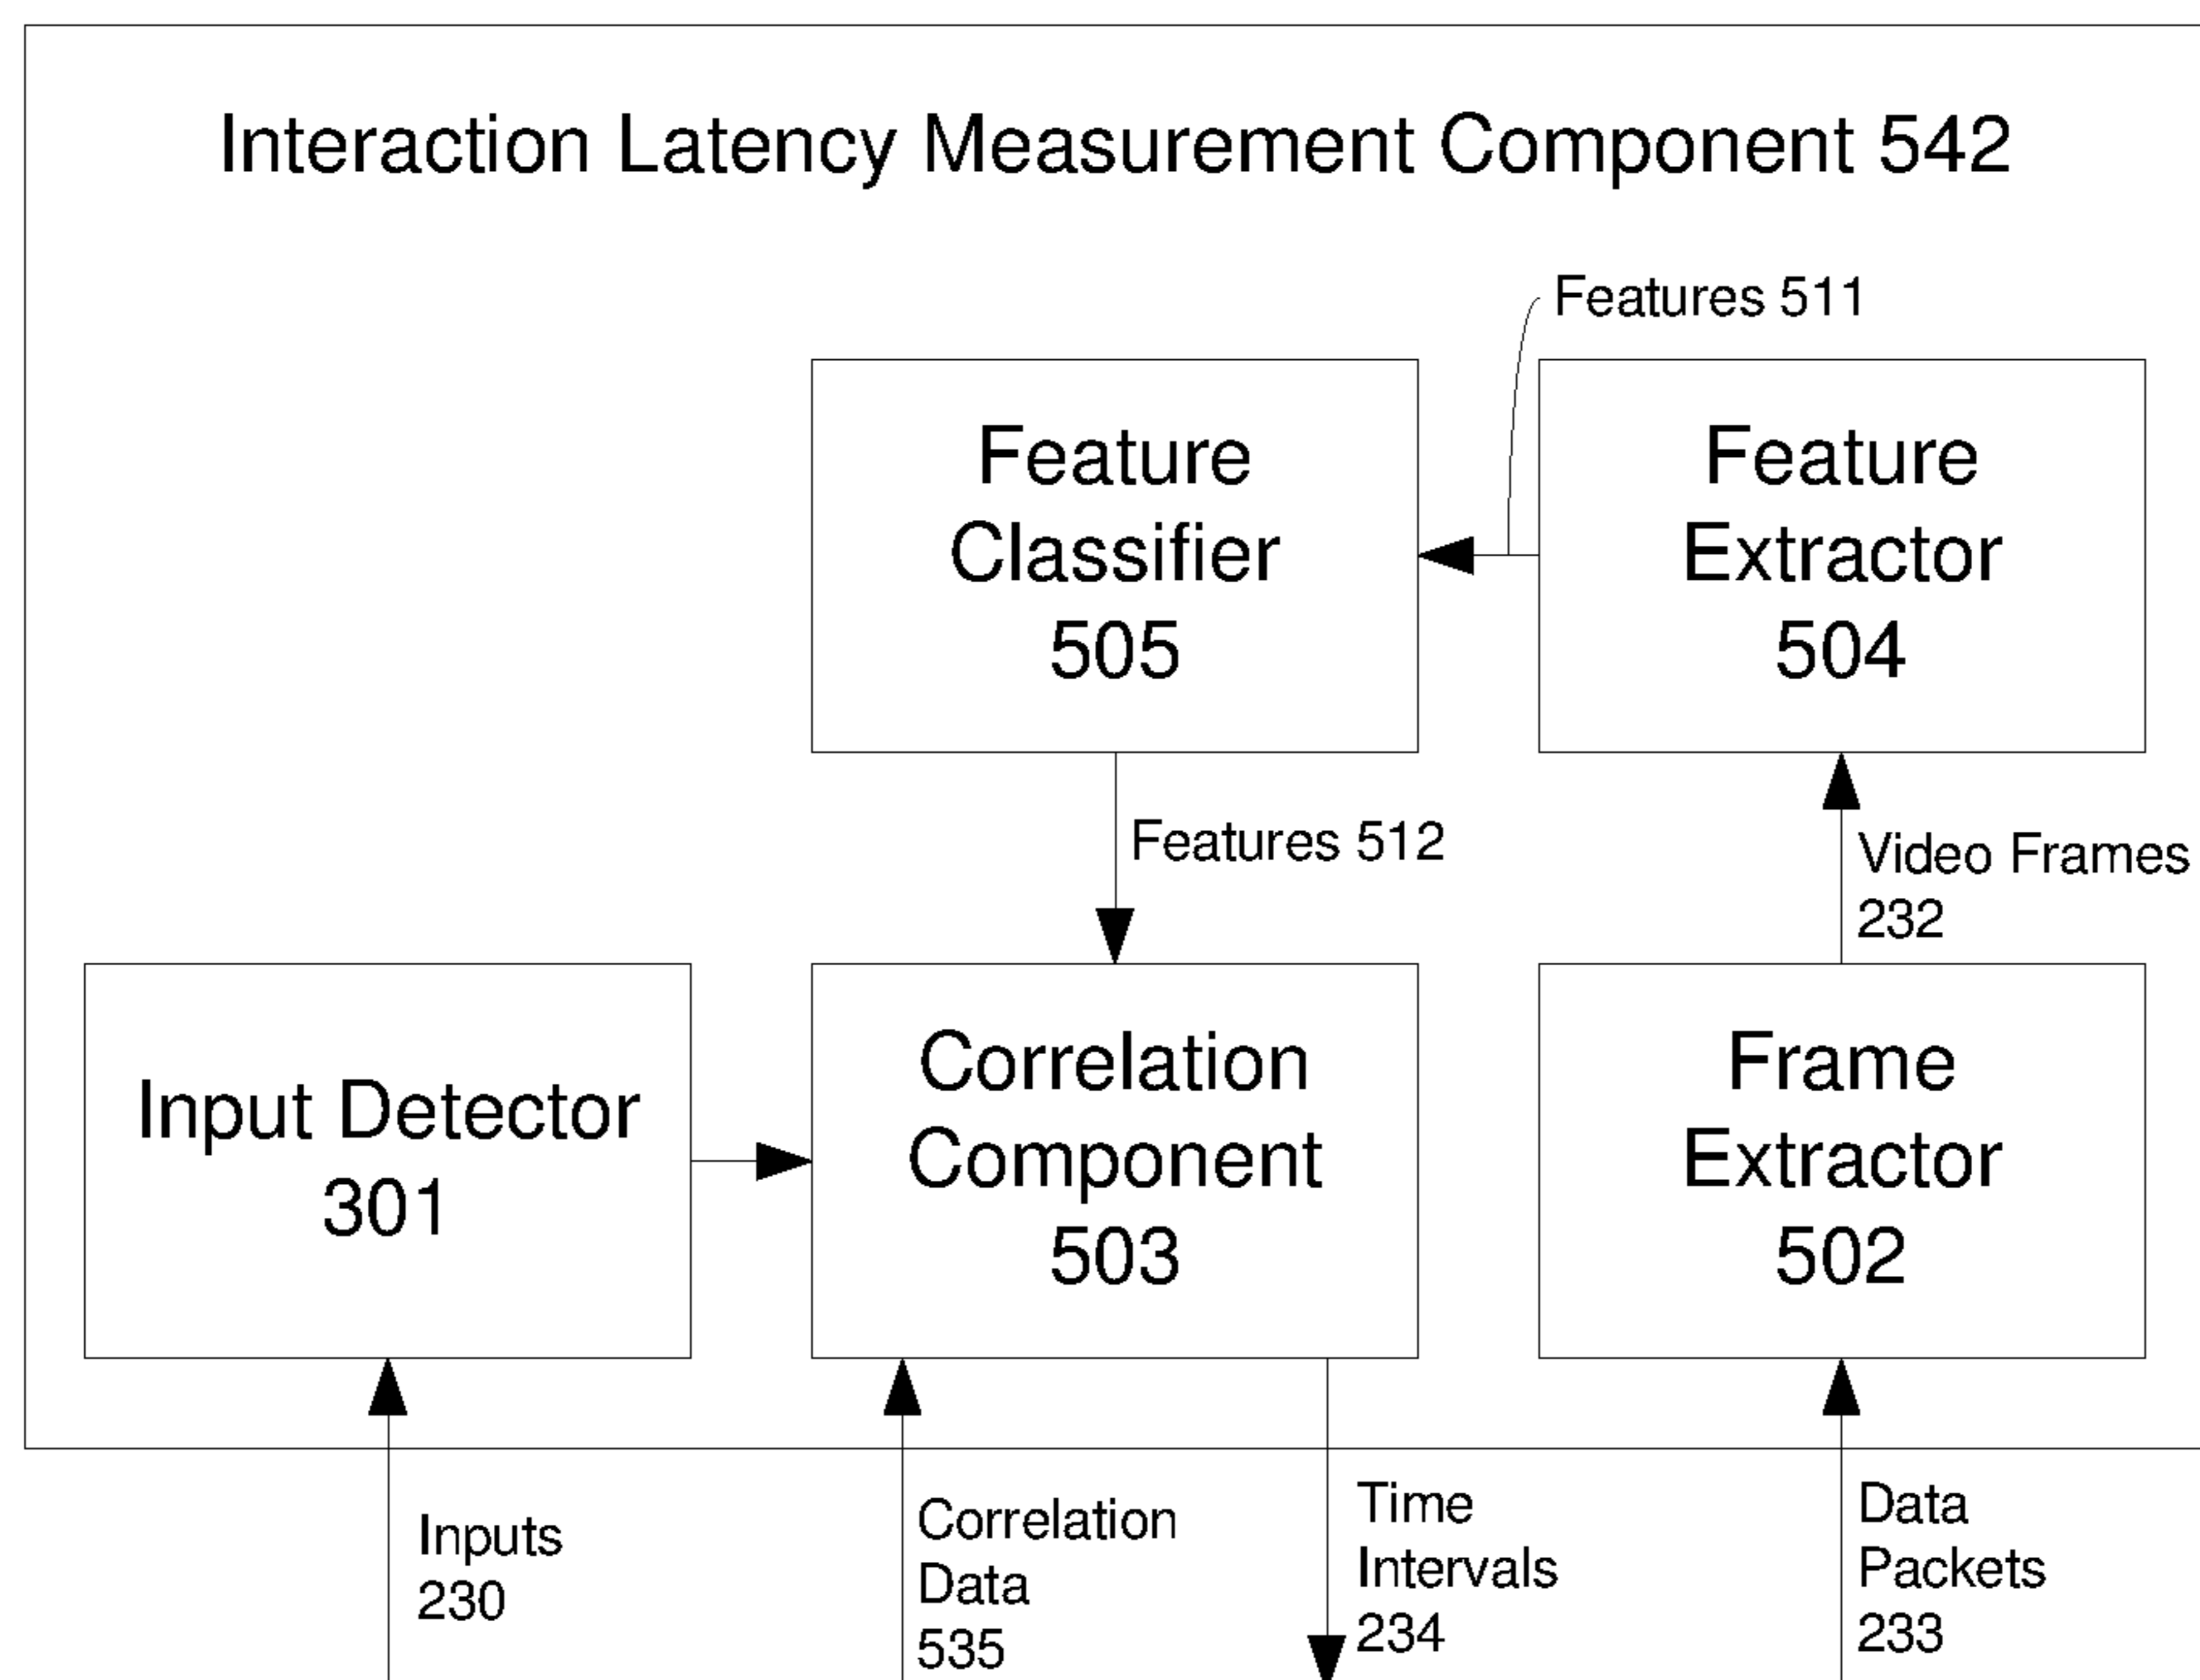 Interaction Latency Measurement Component 542
Features 511
Feature
Classifier
505
Feature
Extractor
504
Features 512
Video Frames
232
Input Detector
301
Correlation
Component
503
Frame
Extractor
502
Inputs
230
Correlation
Data
535
Time
Intervals
234
Data
Packets
233